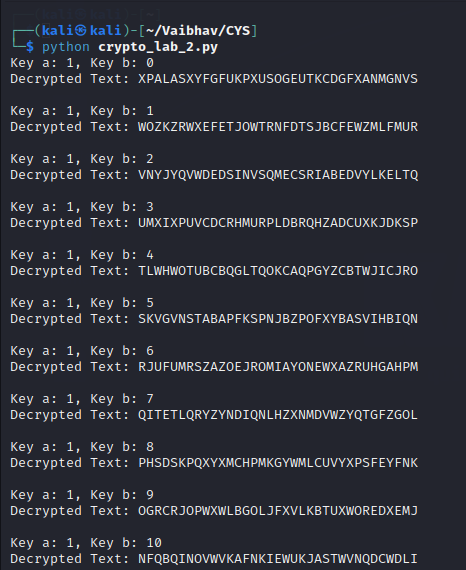 ┌──(kali㉿kali)-[~/Vaibhav/CYS]
└─$ python crypto_lab_2.py
Key a: 1, Key b: 0
Decrypted Text: XPALASXYFGFUKPXUSOGEUTKCDGFXANMGNVS
Key a: 1, Key b: 1
Decrypted Text: WOZKZRWXEFETJOWTRNFDTSJBCFEWZMLFMUR
Key a: 1, Key b: 2
Decrypted Text: VNYJYQVWDEDSINVSQMECSRIABEDVYLKELTQ
Key a: 1, Key b: 3
Decrypted Text: UMXIXPUVCDCRHMURPLDBRQHZADCUXKJDKSP
Key a: 1, Key b: 4
Decrypted Text: TLWHWOTUBCBQGLTQOKCAQPGYZCBTWJICJRO
Key a: 1, Key b: 5
Decrypted Text: SKVGVNSTABAPFKSPNJBZPOFXYBASVIHBIQN
Key a: 1, Key b: 6
Decrypted Text: RJUFUMRSZAZOEJROMIAYONEWXAZRUHGAHPM
Key a: 1, Key b: 7
Decrypted Text: QITETLQRYZYNDIQNLHZXNMDVWZYQTGFZGOL
Key a: 1, Key b: 8
Decrypted Text: PHSDSKPQXYXMCHPMKGYWMLCUVYXPSFEYFNK
Key a: 1, Key b: 9
Decrypted Text: OGRCRJOPWXWLBGOLJFXVLKBTUXWOREDXEMJ
Key a: 1, Key b: 10
Decrypted Text: NFQBQINOVWVKAFNKIEWUKJASTWVNQDCWDLI